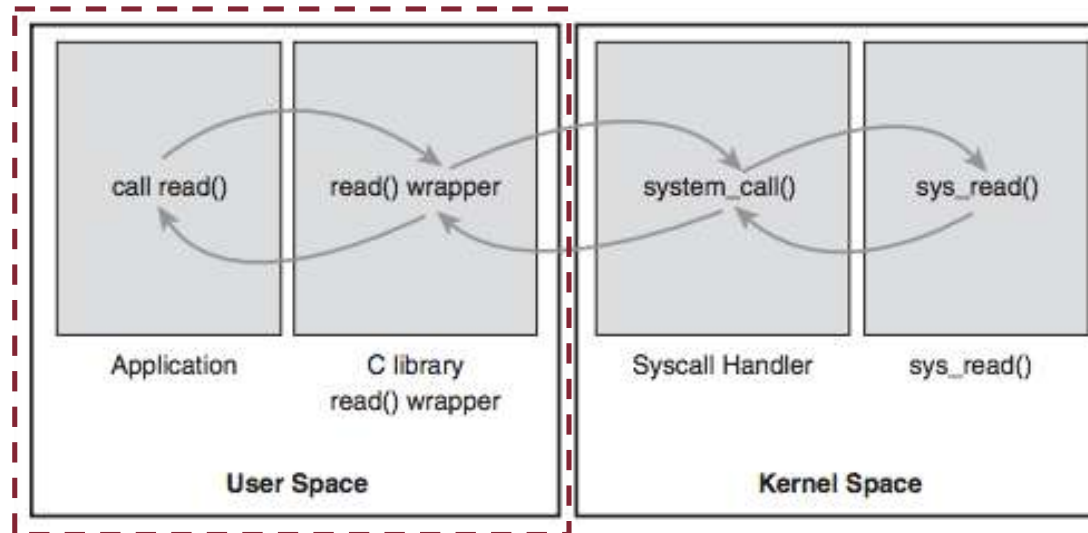 call read()
read() wrapper
system_call()
sys_read()
Application
C library
read() wrapper
Syscall Handler
sys_read()
User Space
Kernel Space